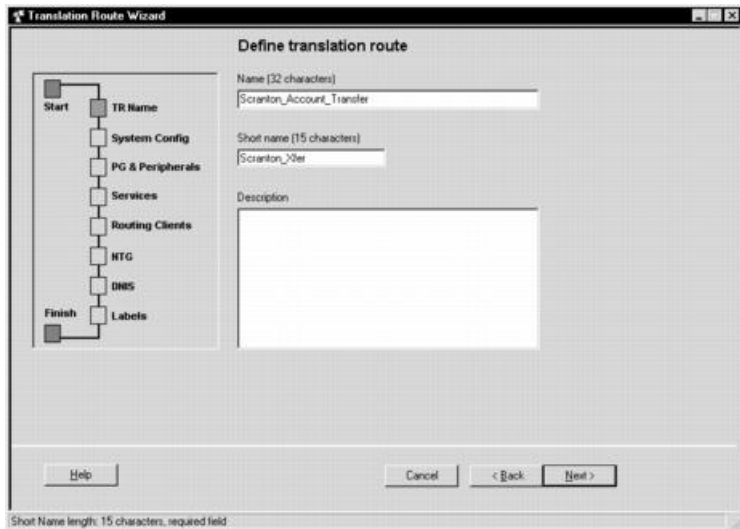 Translation Route Wizard
Define translation route
Start
TR Name
System Config
PG & Peripherals
Services
Routing Clients
NTG
DNIS
Finish
Labels
Name (32 characters)
Scranton_Account_Transfer
Short name (15 characters)
Scranton_Xfer
Description
Help
Cancel
< Back
Next >
Short Name length: 15 characters, required field